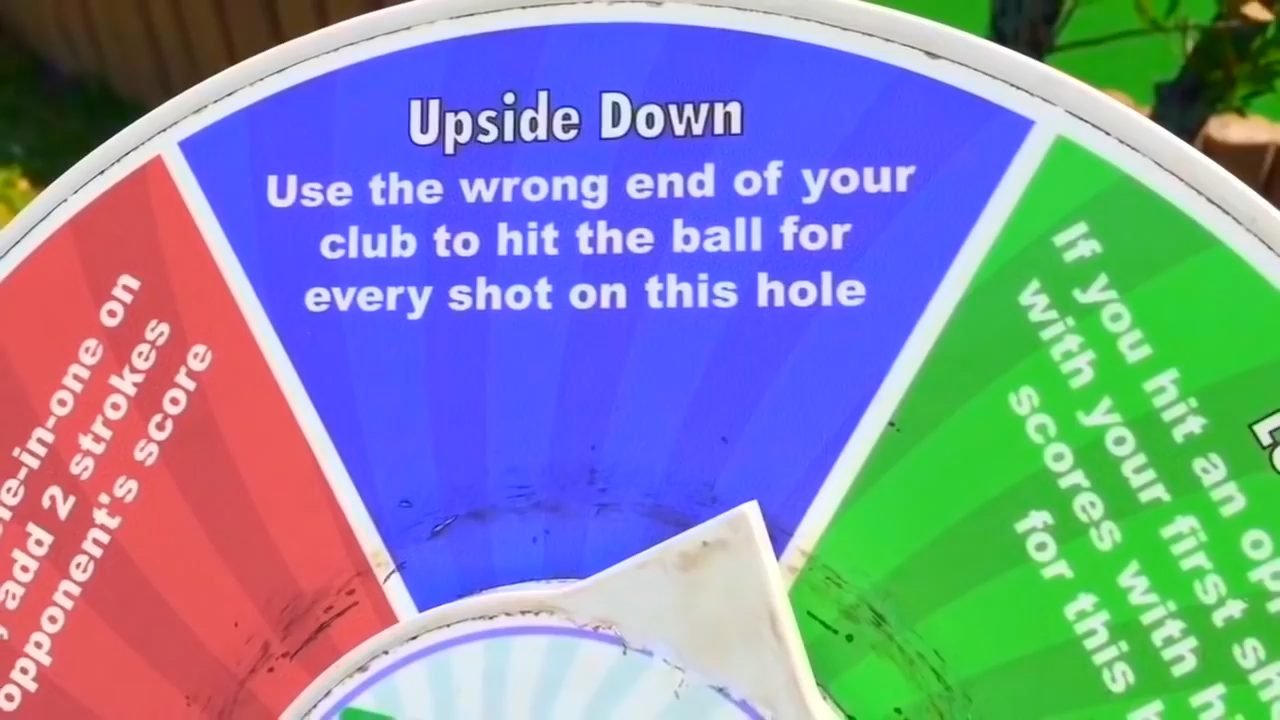 Upside Down
Use the wrong end of your
club to hit the ball for
every shot on this hole
add 2 strokes
opponent's score
If you hit an
with your first
scores with
for this